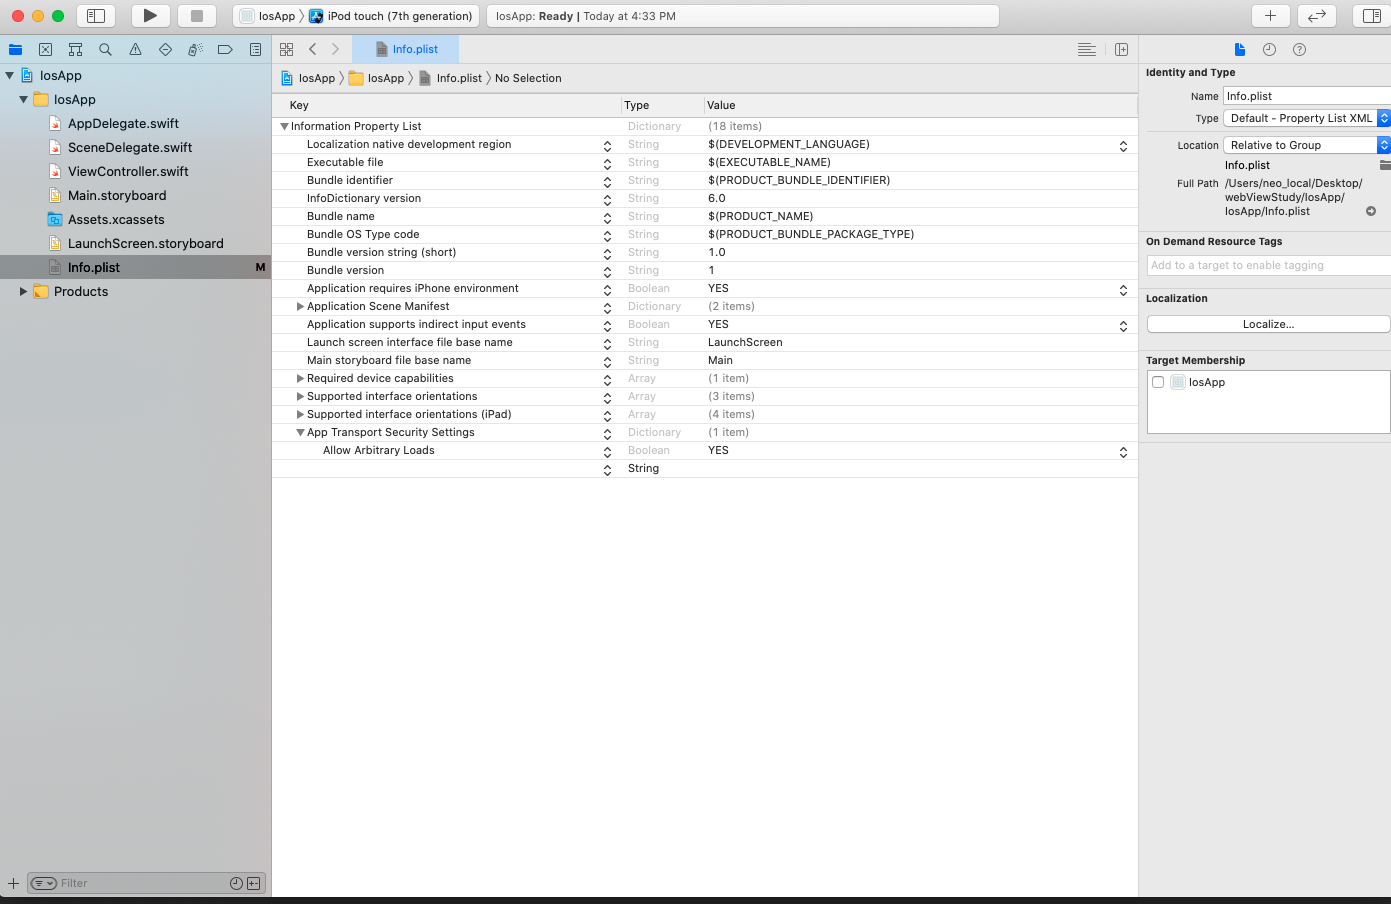 IosApp 〉 iPod touch (7th generation)
IosApp: Ready | Today at 4:33 PM
Info.plist
IosApp
IosApp
AppDelegate.swift
SceneDelegate.swift
ViewController.swift
Main.storyboard
Assets.xcassets
LaunchScreen.storyboard
Info.plist M
Products
Filter
IosApp 〉 IosApp 〉 Info.plist 〉 No Selection
Key Type Value
Information Property List Dictionary (18 items)
Localization native development region String $(DEVELOPMENT_LANGUAGE)
Executable file String $(EXECUTABLE_NAME)
Bundle identifier String $(PRODUCT_BUNDLE_IDENTIFIER)
InfoDictionary version String 6.0
Bundle name String $(PRODUCT_NAME)
Bundle OS Type code String $(PRODUCT_BUNDLE_PACKAGE_TYPE)
Bundle version string (short) String 1.0
Bundle version String 1
Application requires iPhone environment Boolean YES
Application Scene Manifest Dictionary (2 items)
Application supports indirect input events Boolean YES
Launch screen interface file base name String LaunchScreen
Main storyboard file base name String Main
Required device capabilities Array (1 item)
Supported interface orientations Array (3 items)
Supported interface orientations (iPad) Array (4 items)
App Transport Security Settings Dictionary (1 item)
Allow Arbitrary Loads Boolean YES
String
Identity and Type
Name Info.plist
Type Default - Property List XML
Location Relative to Group
Info.plist
Full Path /Users/neo_local/Desktop/
webViewStudy/IosApp/
IosApp/Info.plist
On Demand Resource Tags
Add to a target to enable tagging
Localization
Localize...
Target Membership
IosApp